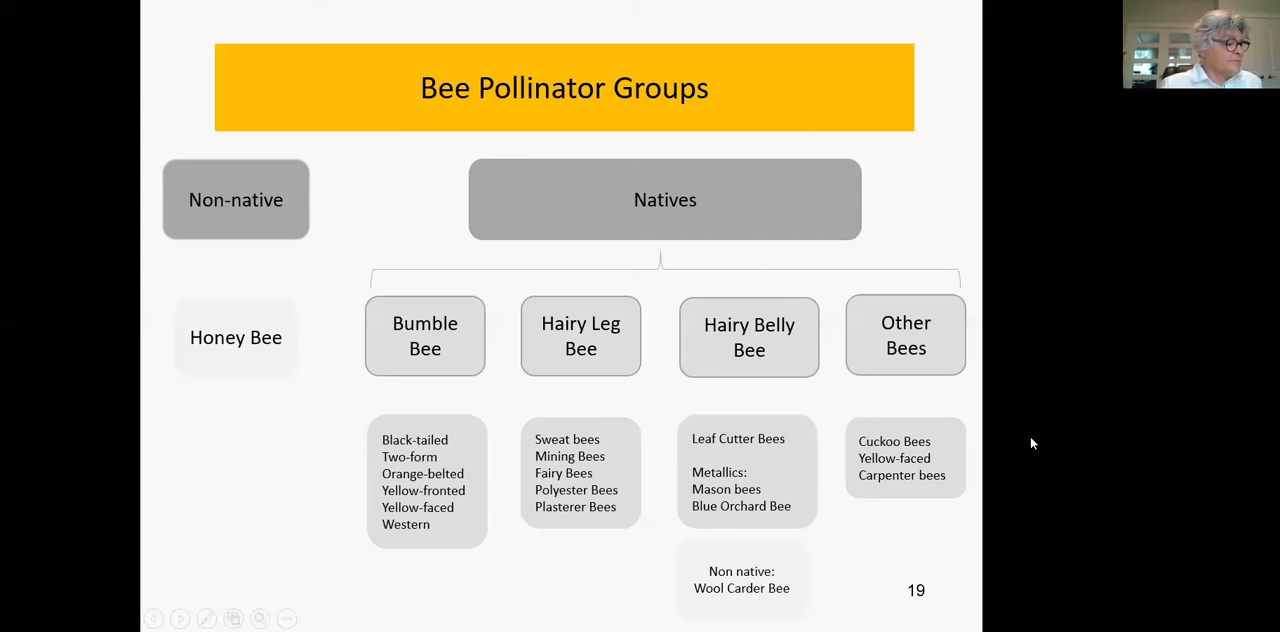 Bee Pollinator Groups
Non-native
Natives
Honey Bee
Bumble
Bee
Hairy Leg
Bee
Hairy Belly
Bee
Other
Bees
Black-tailed
Two-form
Orange-belted
Yellow-fronted
Yellow-faced
Western
Sweat bees
Mining Bees
Fairy Bees
Polyester Bees
Plasterer Bees
Leaf Cutter Bees
Metallics:
Mason bees
Blue Orchard Bee
Cuckoo Bees
Yellow-faced
Carpenter bees
Non native:
Wool Carder Bee
19